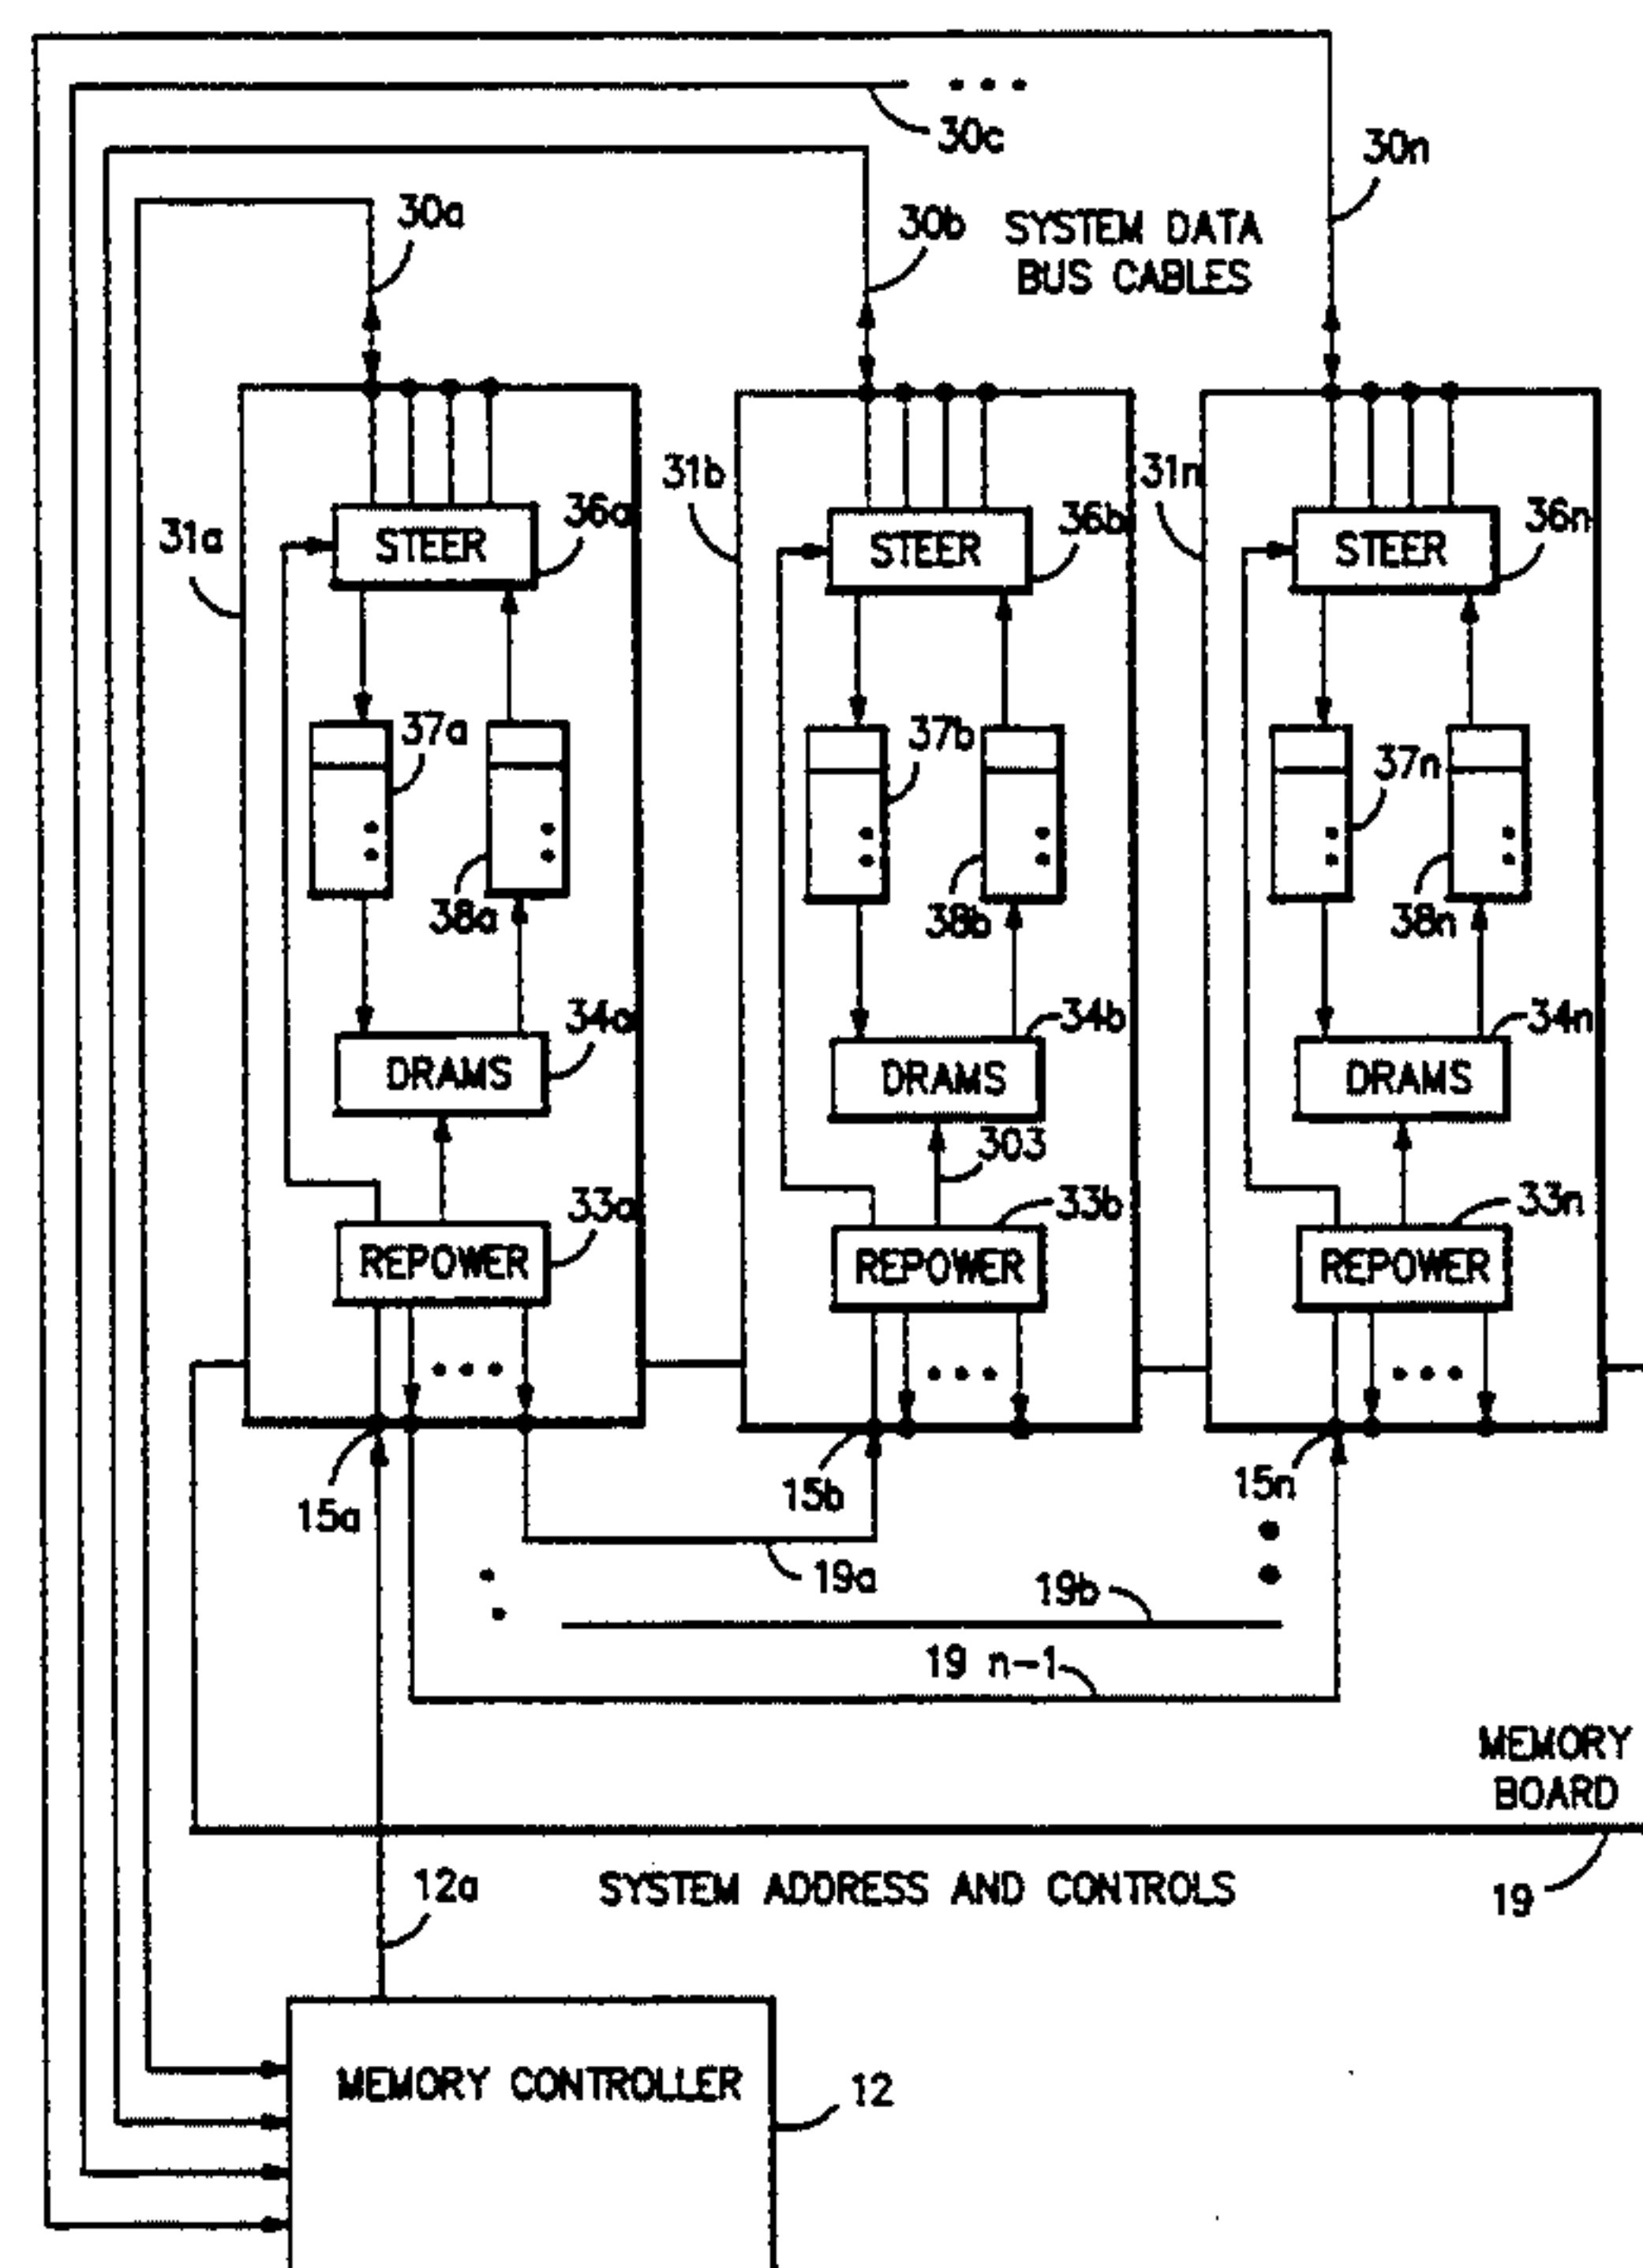 30c
30n
30a
30b
SYSTEM DATA
BUS CABLES
31a
36a
31b
36b
31n
36n
STEER
STEER
STEER
37a
37b
37n
38a
38b
38n
34a
34b
34n
DRAMS
DRAMS
DRAMS
303
33a
33b
33n
REPOWER
REPOWER
REPOWER
15a
15b
15n
19a
19b
19 n-1
MEMORY
BOARD
12a
SYSTEM ADDRESS AND CONTROLS
19
MEMORY CONTROLLER
12